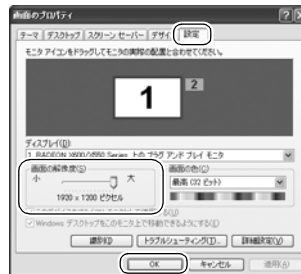 画面のプロパティ
テーマ デスクトップ スクリーン セーバー デザイン 設定
モニタ アイコンをドラッグしてモニタの実際の配置と合わせてください。
1
2
ディスプレイ(D):
1. RADEON X600/X550 Series 上の プラグ アンド プレイ モニタ
画面の解像度(S)
画面の色(C)
小 大
最高 (32 ビット)
1920 x 1200 ピクセル
Windows デスクトップをこのモニタ上で移動できるようにする(E)
識別(I) トラブルシューティング(T)... 詳細設定(V)
OK キャンセル 適用(A)